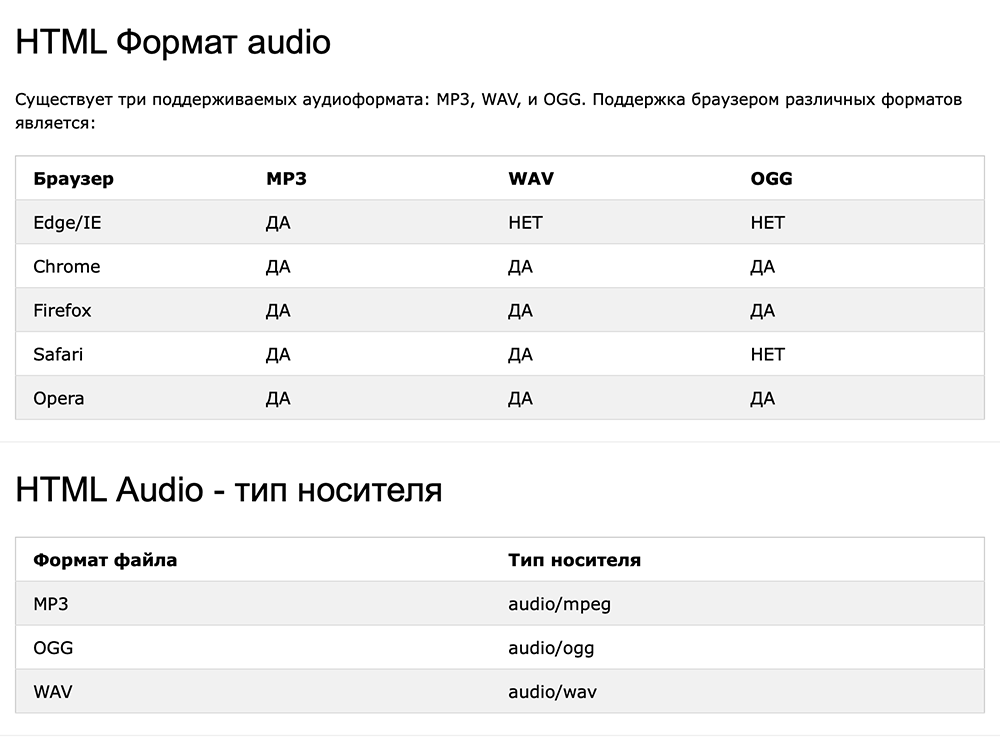 HTML Формат audio
Существует три поддерживаемых аудиоформата: MP3, WAV, и OGG. Поддержка браузером различных форматов
является:
Браузер MP3 WAV OGG
Edge/IE ДА НЕТ НЕТ
Chrome ДА ДА ДА
Firefox ДА ДА ДА
Safari ДА ДА НЕТ
Opera ДА ДА ДА
HTML Audio - тип носителя
Формат файла Тип носителя
MP3 audio/mpeg
OGG audio/ogg
WAV audio/wav